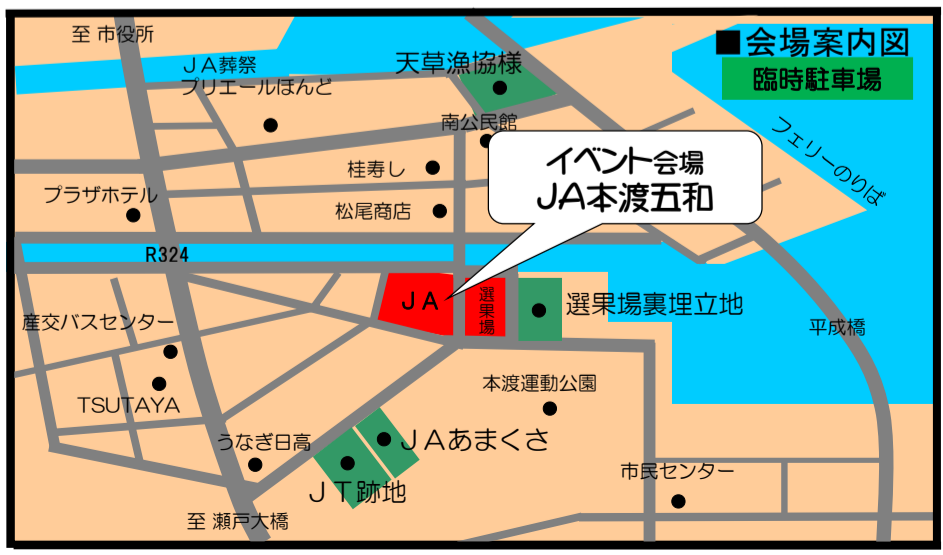 至 市役所
■会場案内図
臨時駐車場
JA葬祭
プリエールほんど
天草漁協様
南公民館
フェリーのりば
イベント会場
JA本渡五和
桂寿し
プラザホテル
松尾商店
R324
JA
選果場
選果場裏埋立地
産交バスセンター
平成橋
TSUTAYA
本渡運動公園
うなぎ日高
JAあまくさ
市民センター
JT跡地
至 瀬戸大橋